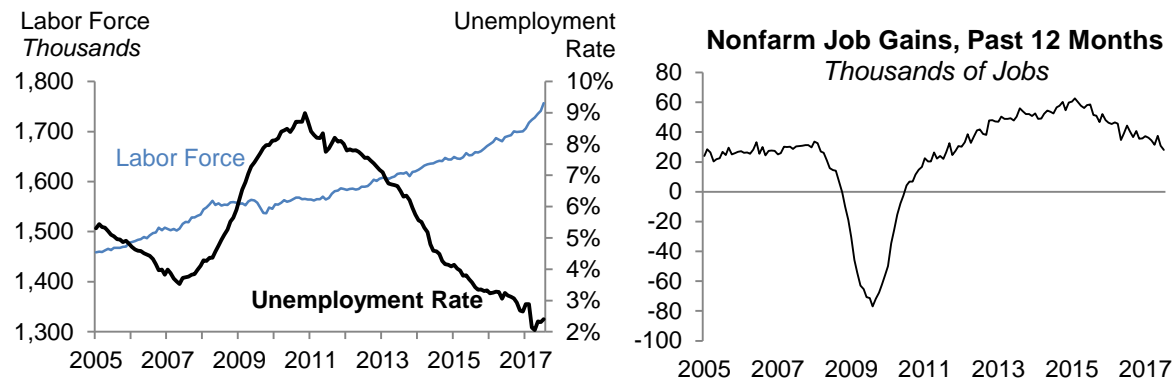 Labor Force
Thousands
Unemployment
Rate
1,800
1,700
1,600
1,500
1,400
1,300
10%
9%
8%
7%
6%
5%
4%
3%
2%
Labor Force
Unemployment Rate
2005 2007 2009 2011 2013 2015 2017
Nonfarm Job Gains, Past 12 Months
Thousands of Jobs
80
60
40
20
0
-20
-40
-60
-80
-100
2005 2007 2009 2011 2013 2015 2017